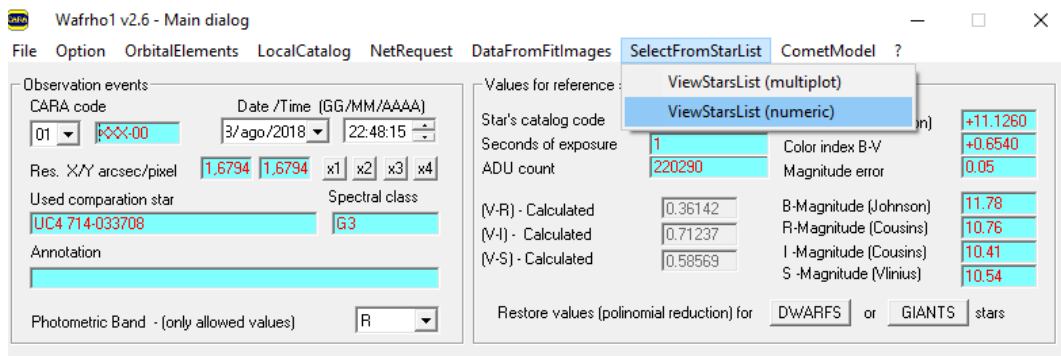 CARA
Wafrho1 v2.6 - Main dialog
File Option OrbitalElements LocalCatalog NetRequest DataFromFitImages SelectFromStarList CometModel ?
ViewStarsList (multiplot)
ViewStarsList (numeric)
Observation events
CARA code Date /Time (GG/MM/AAAA)
01 XXX-00 3/ago/2018 22:48:15
Res. X/Y arcsec/pixel 1,6794 1,6794 x1 x2 x3 x4
Used comparation star Spectral class
UC4 714-033708 G3
Annotation
Photometric Band - (only allowed values) R
Values for reference
Star's catalog code +11.1260
Seconds of exposure 1 Color index B-V +0.6540
ADU count 220290 Magnitude error 0.05
(V-R) - Calculated 0.36142 B-Magnitude (Johnson) 11.78
(V-I) - Calculated 0.71237 R-Magnitude (Cousins) 10.76
(V-S) - Calculated 0.58569 I -Magnitude (Cousins) 10.41
S -Magnitude (Vlinius) 10.54
Restore values (polinomial reduction) for DWARFS or GIANTS stars